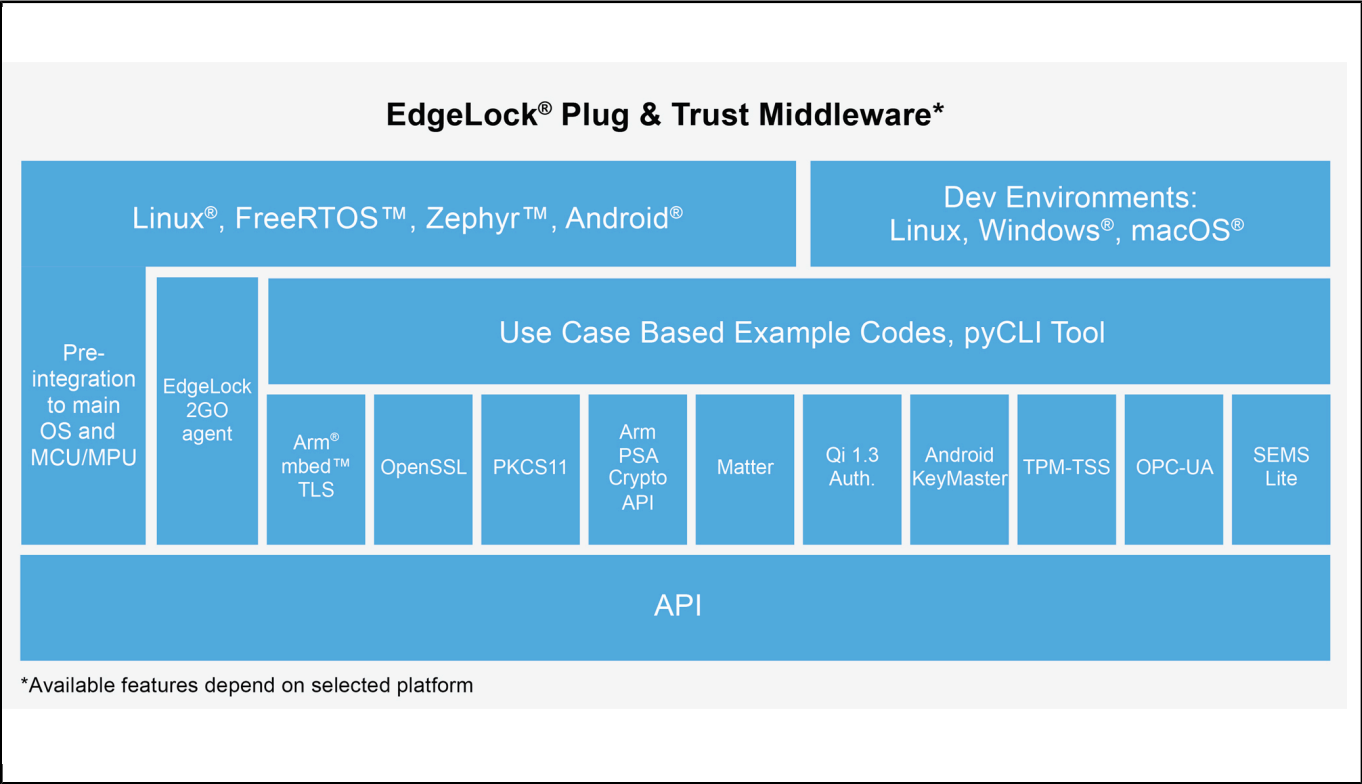 EdgeLock® Plug & Trust Middleware*
Linux®, FreeRTOS™, Zephyr™, Android®
Dev Environments:
Linux, Windows®, macOS®
Pre-
integration
to main
OS and
MCU/MPU
EdgeLock
2GO
agent
Use Case Based Example Codes, pyCLI Tool
Arm®
mbed™
TLS
OpenSSL
PKCS11
Arm
PSA
Crypto
API
Matter
Qi 1.3
Auth.
Android
KeyMaster
TPM-TSS
OPC-UA
SEMS
Lite
API
*Available features depend on selected platform